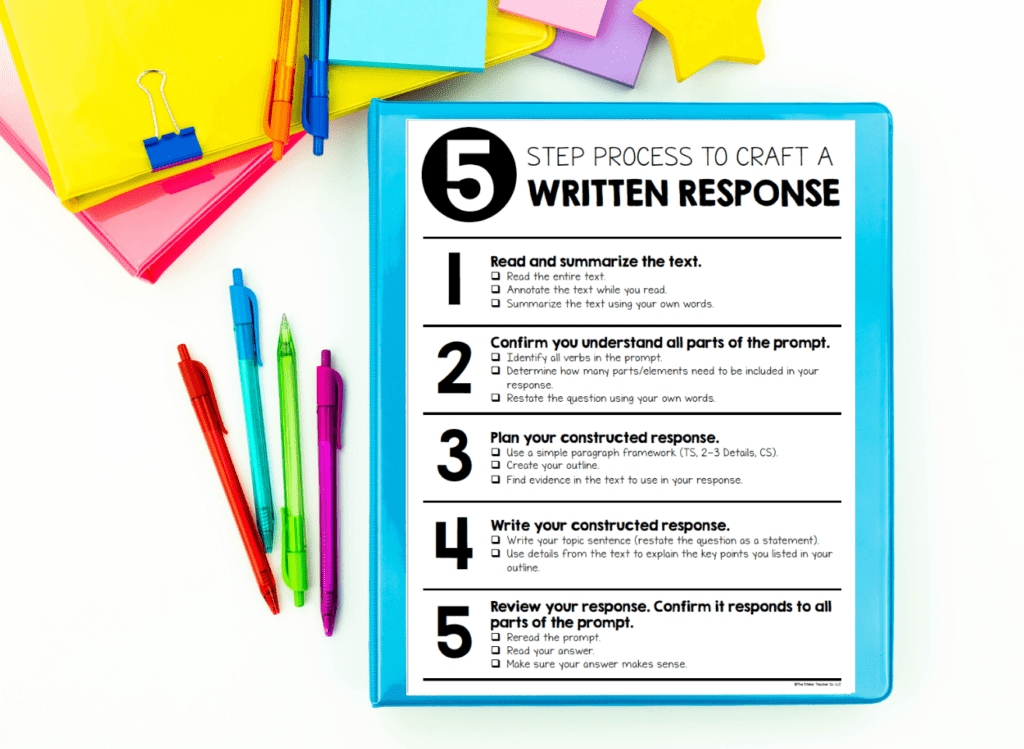 5
STEP PROCESS TO CRAFT A
WRITTEN RESPONSE
1
Read and summarize the text.
Read the entire text.
Annotate the text while you read.
Summarize the text using your own words.
2
Confirm you understand all parts of the prompt.
Identify all verbs in the prompt.
Determine how many parts/elements need to be included in your
response.
Restate the question using your own words.
3
Plan your constructed response.
Use a simple paragraph framework (TS, 2-3 Details, CS).
Create your outline.
Find evidence in the text to use in your response.
4
Write your constructed response.
Write your topic sentence (restate the question as a statement).
Use details from the text to explain the key points you listed in your
outline.
5
Review your response. Confirm it responds to all
parts of the prompt.
Reread the prompt.
Read your answer.
Make sure your answer makes sense.